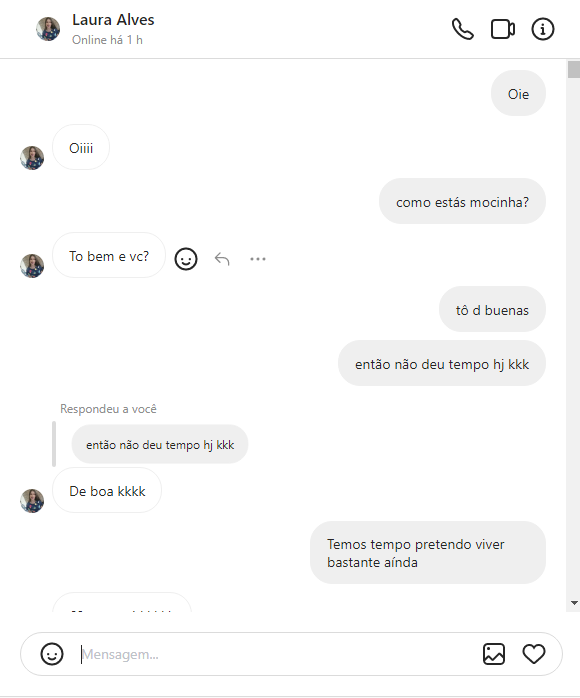 Laura Alves
Online há 1 h
Oie
Oiiii
como estás mocinha?
To bem e vc?
tô d buenas
então não deu tempo hj kkk
Respondeu a você
então não deu tempo hj kkk
De boa kkkk
Temos tempo pretendo viver
bastante aínda
Mensagem...